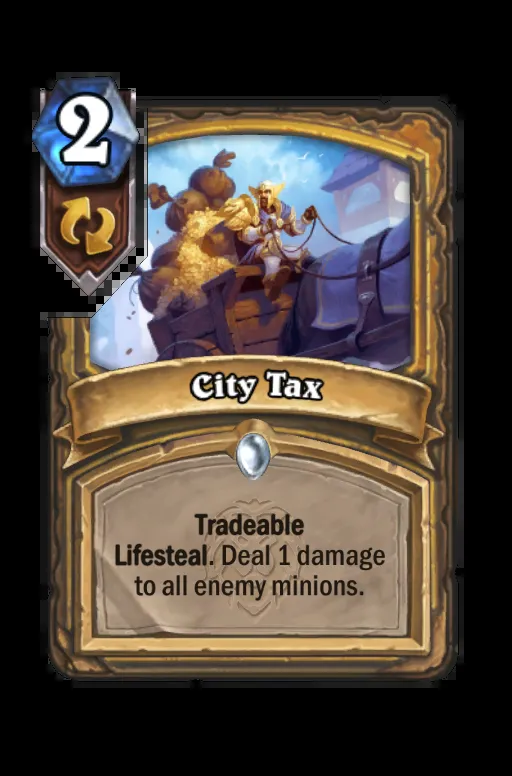 2
City Tax
Tradeable
Lifesteal. Deal 1 damage
to all enemy minions.